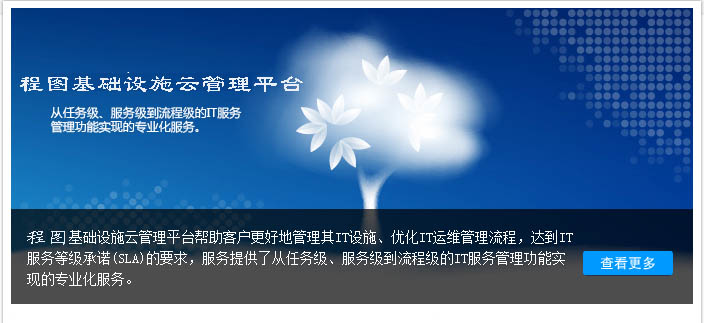 程图基础设施云管理平台
从任务级、服务级到流程级的IT服务
管理功能实现的专业化服务。
程图基础设施云管理平台帮助客户更好地管理其IT设施、优化IT运维管理流程，达到IT
服务等级承诺(SLA)的要求，服务提供了从任务级、服务级到流程级的IT服务管理功能实
现的专业化服务。
查看更多